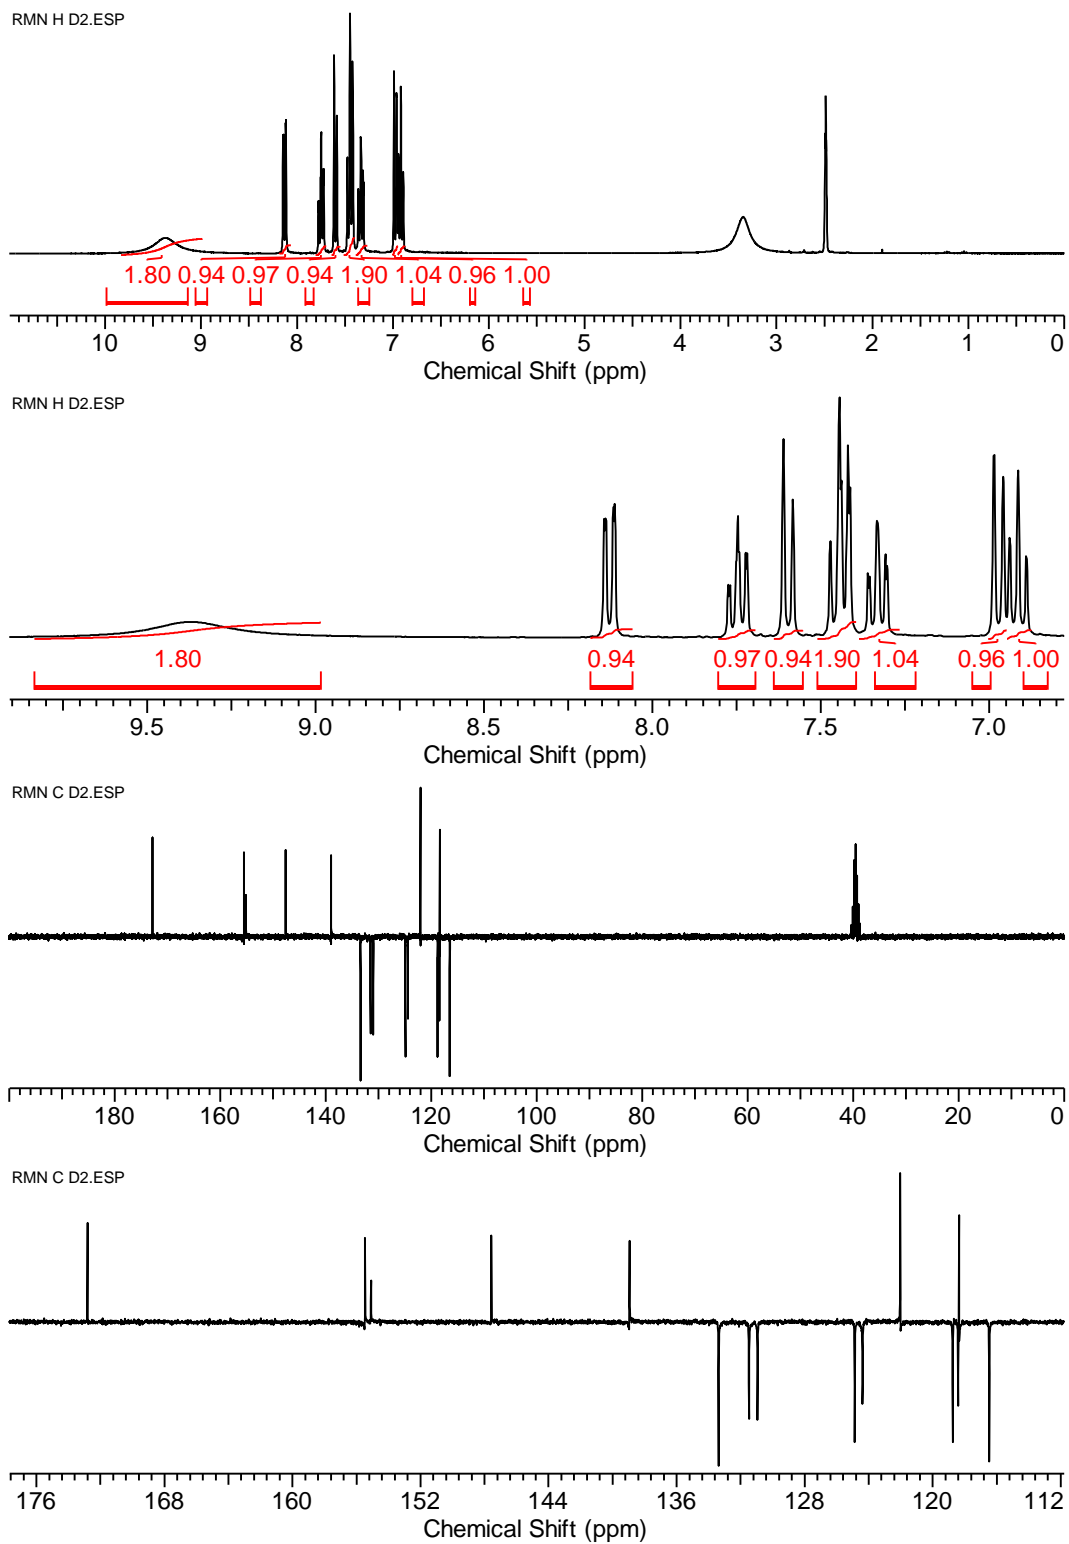 RMN H D2.ESP
1.80 0.94 0.97 0.94 1.90 1.04 0.96 1.00
10 9 8 7 6 5 4 3 2 1 0
Chemical Shift (ppm)
RMN H D2.ESP
1.80 0.94 0.97 0.94 1.90 1.04 0.96 1.00
9.5 9.0 8.5 8.0 7.5 7.0
Chemical Shift (ppm)
RMN C D2.ESP
180 160 140 120 100 80 60 40 20 0
Chemical Shift (ppm)
RMN C D2.ESP
176 168 160 152 144 136 128 120 112
Chemical Shift (ppm)